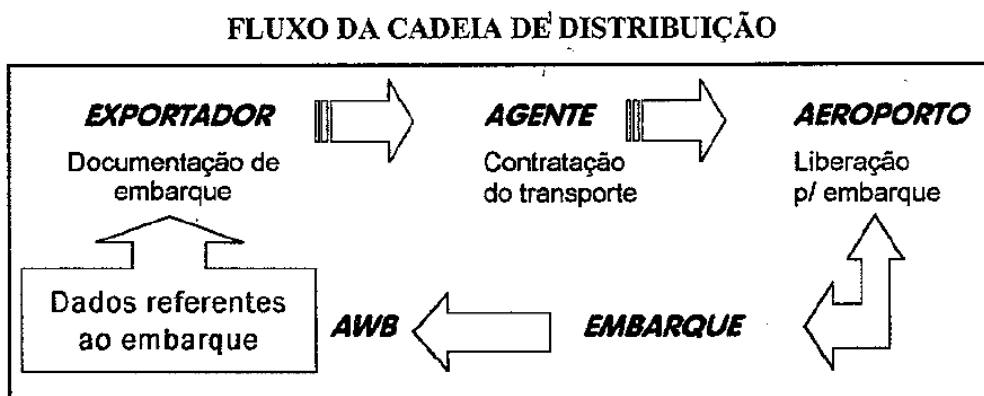 FLUXO DA CADEIA DE DISTRIBUIÇÃO
EXPORTADOR
Documentação de
embarque
AGENTE
Contratação
do transporte
AEROPORTO
Liberação
p/ embarque
Dados referentes
ao embarque
AWB
EMBARQUE